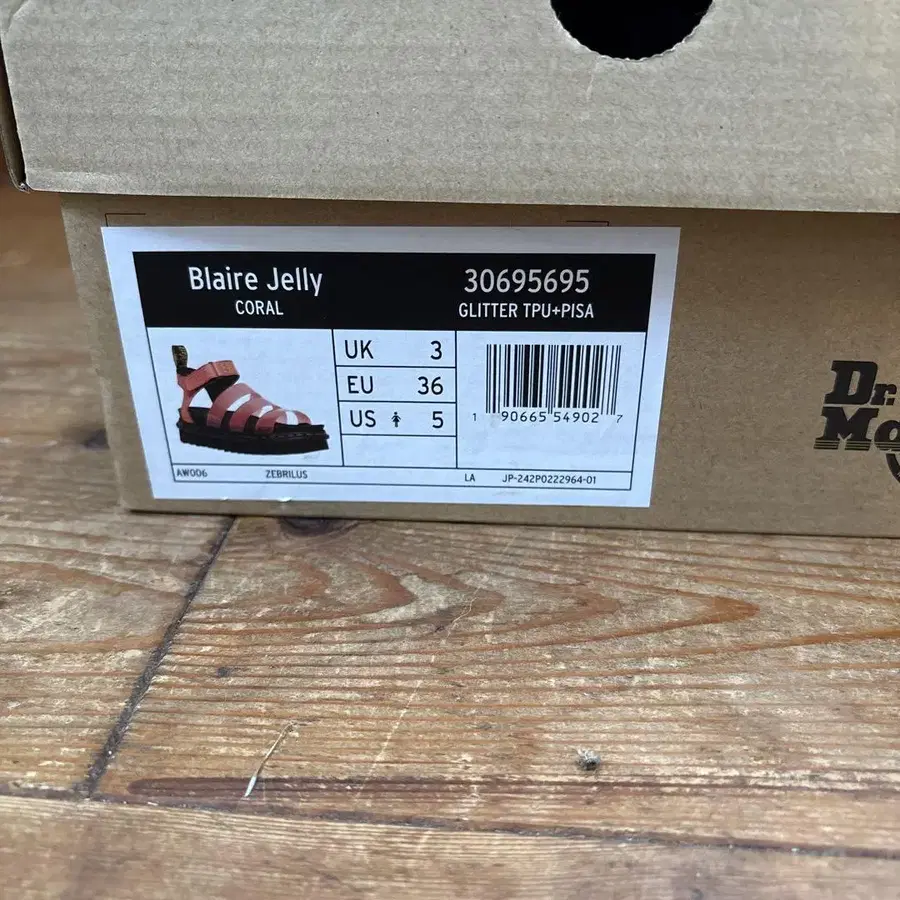 Blaire Jelly
CORAL
30695695
GLITTER TPU+PISA
UK 3
EU 36
US 5
1 90665 54902 7
AW006
ZEBRILUS
LA
JP-242P0222964-01
Dr.